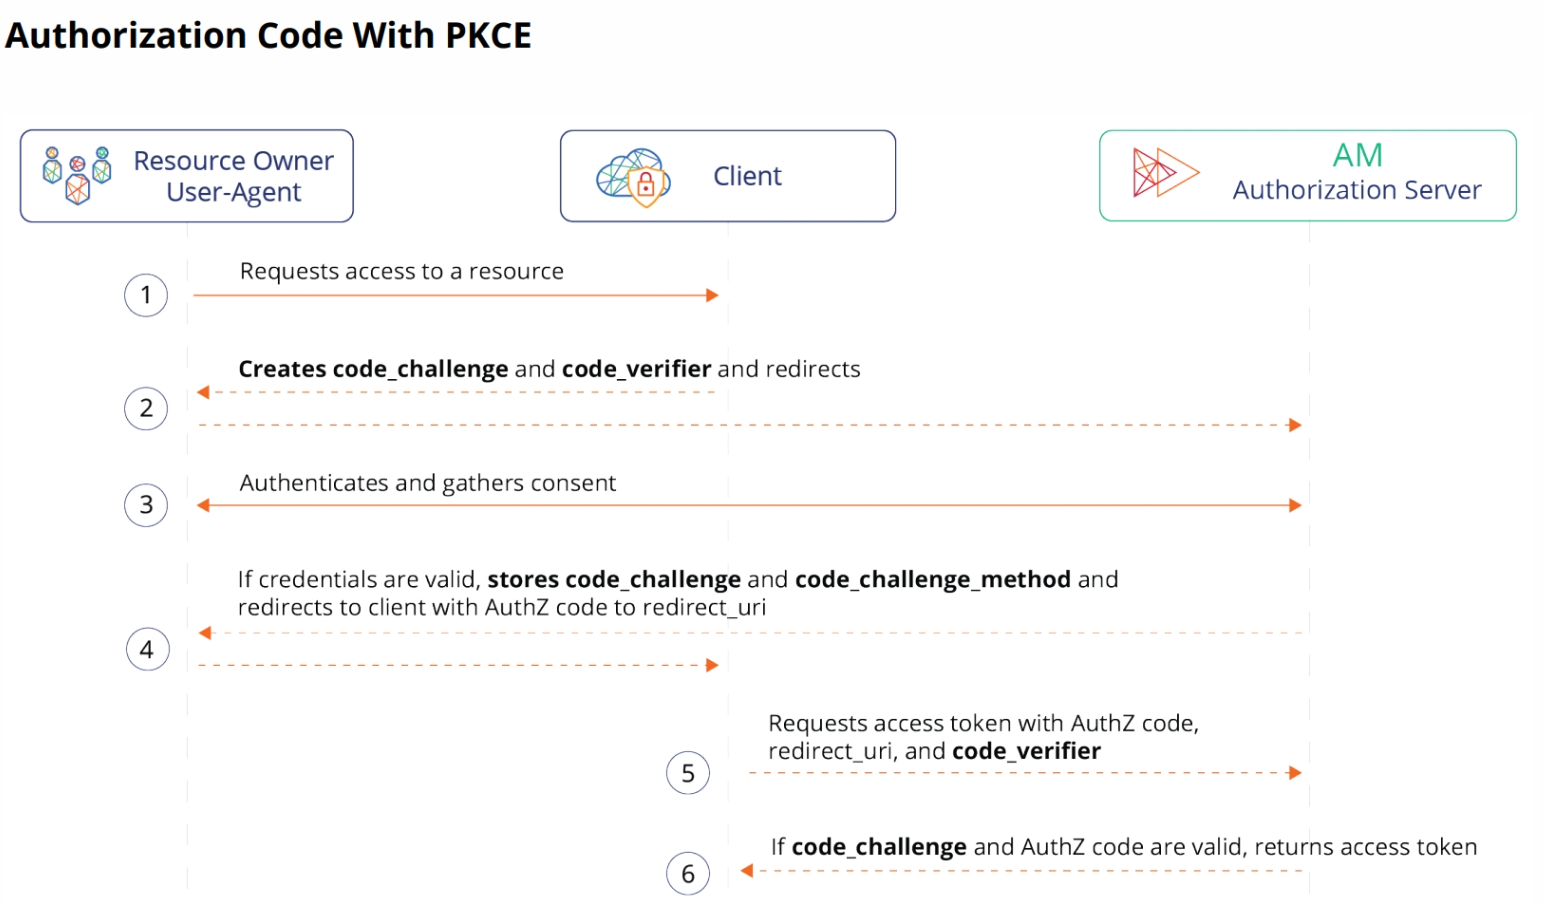 Authorization Code With PKCE
Resource Owner
User-Agent
Client
AM
Authorization Server
1
Requests access to a resource
2
Creates code_challenge and code_verifier and redirects
3
Authenticates and gathers consent
4
If credentials are valid, stores code_challenge and code_challenge_method and
redirects to client with AuthZ code to redirect_uri
5
Requests access token with AuthZ code,
redirect_uri, and code_verifier
6
If code_challenge and AuthZ code are valid, returns access token